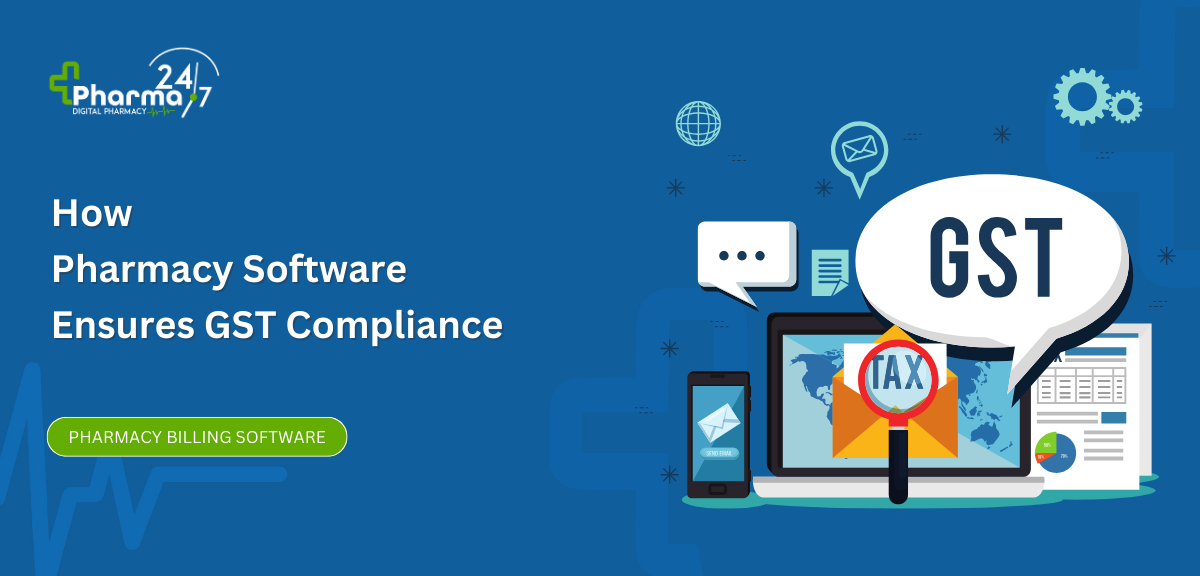 24/7
Pharma
DIGITAL PHARMACY
How
Pharmacy Software
Ensures GST Compliance
PHARMACY BILLING SOFTWARE
GST
TAX
SEND EMAIL